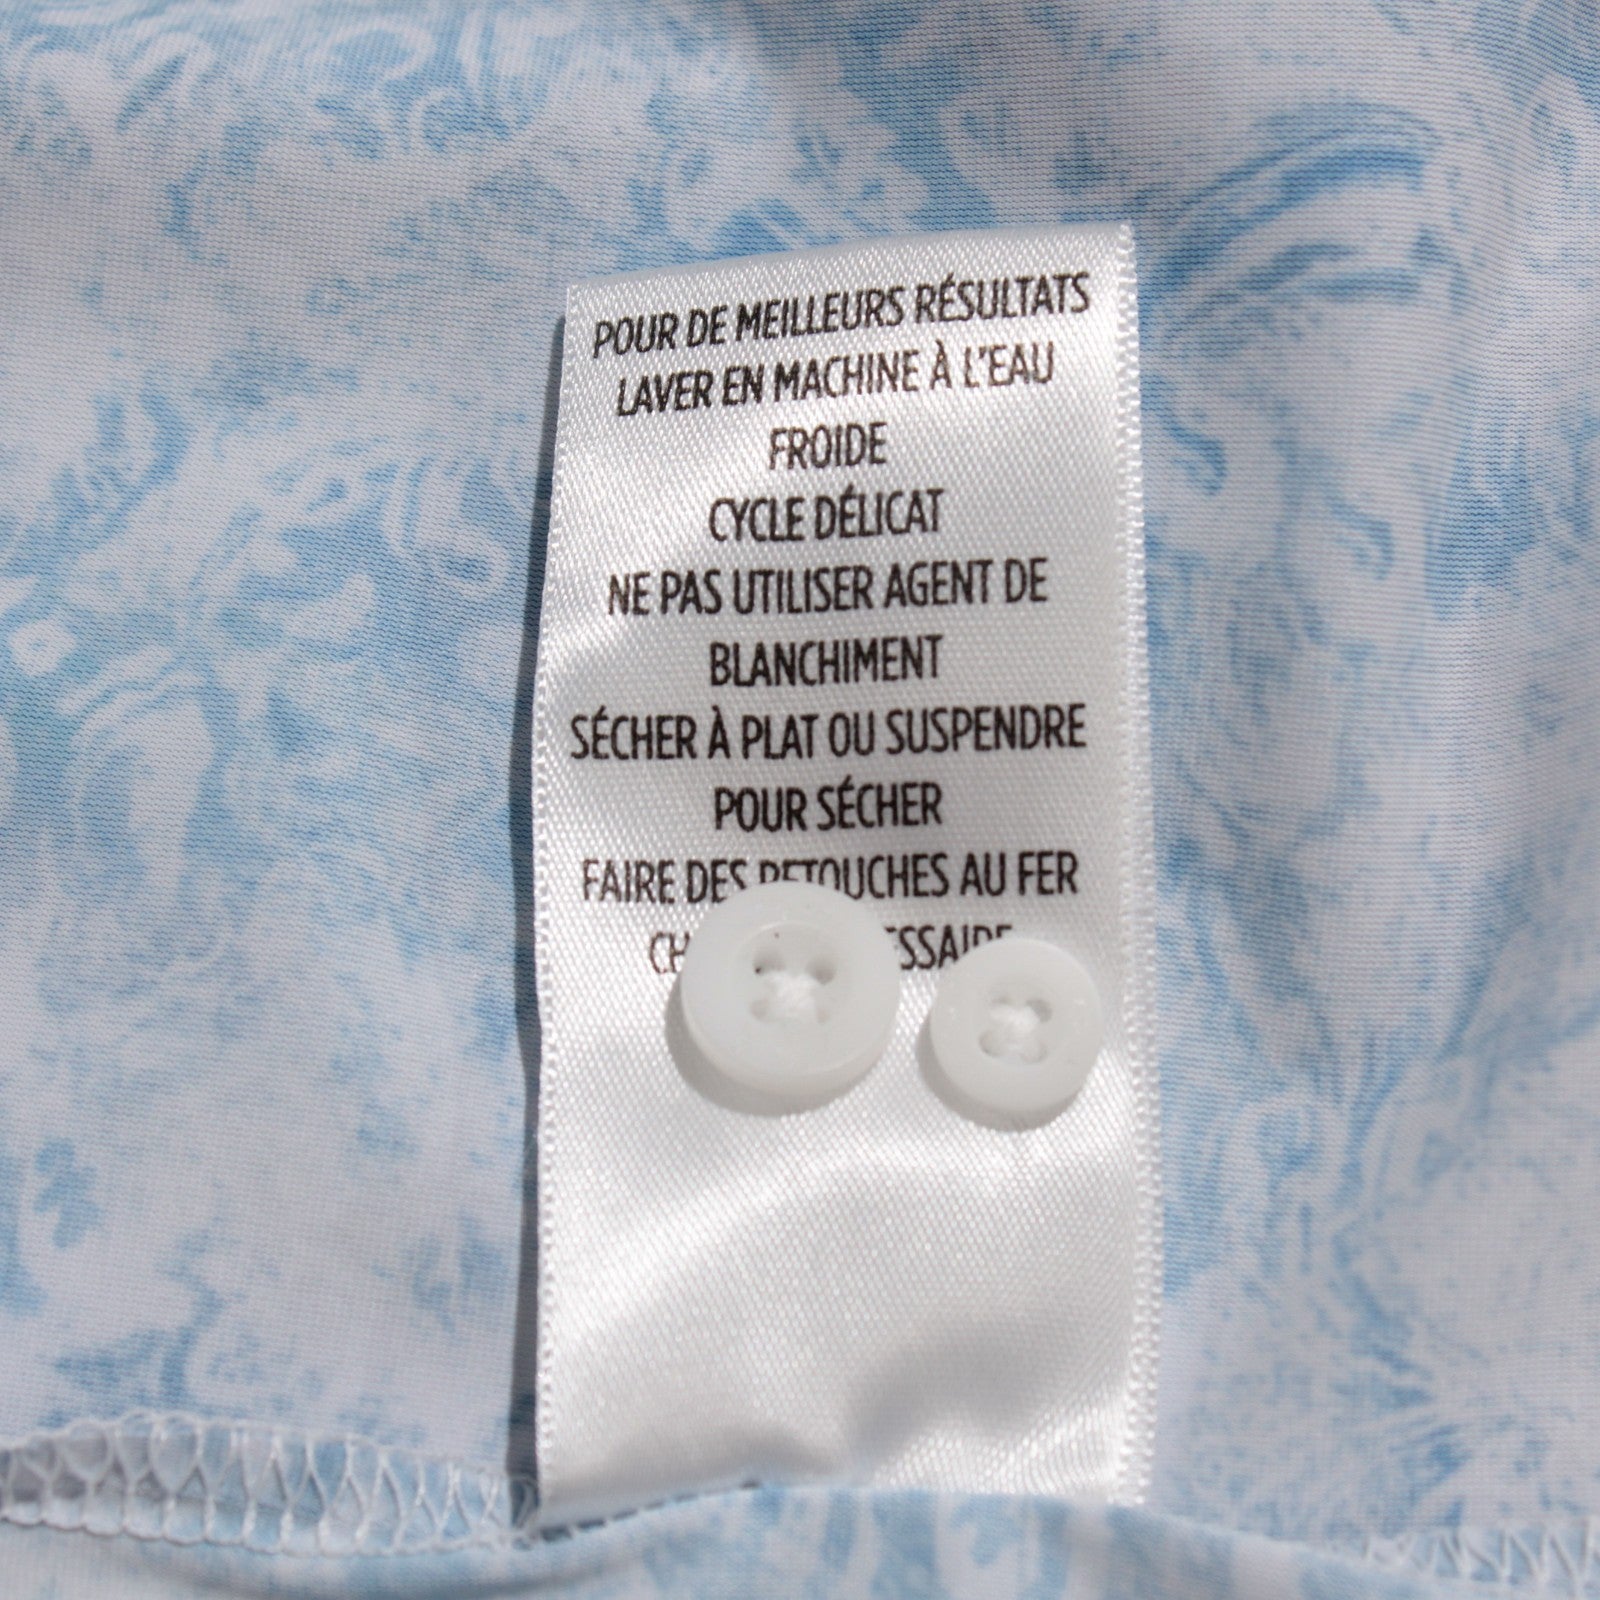 POUR DE MEILLEURS RÉSULTATS
LAVER EN MACHINE À L'EAU
FROIDE
CYCLE DÉLICAT
NE PAS UTILISER AGENT DE
BLANCHIMENT
SÉCHER À PLAT OU SUSPENDRE
POUR SÉCHER
FAIRE DES RETOUCHES AU FER